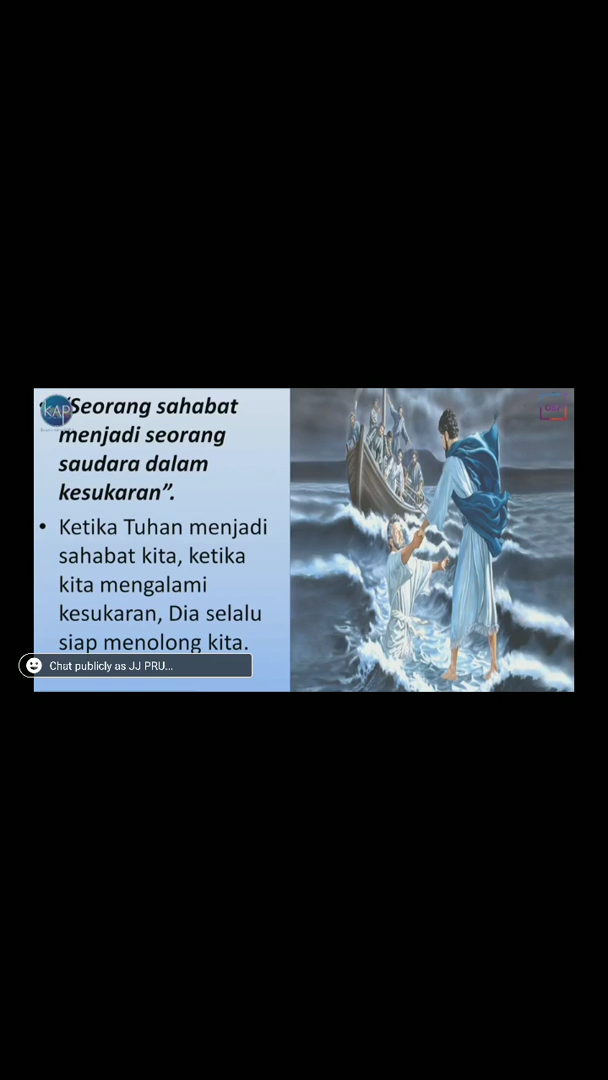 KAP
• "Seorang sahabat
menjadi seorang
saudara dalam
kesukaran".
• Ketika Tuhan menjadi
sahabat kita, ketika
kita mengalami
kesukaran, Dia selalu
siap menolong kita.
Chat publicly as JJ PRU...